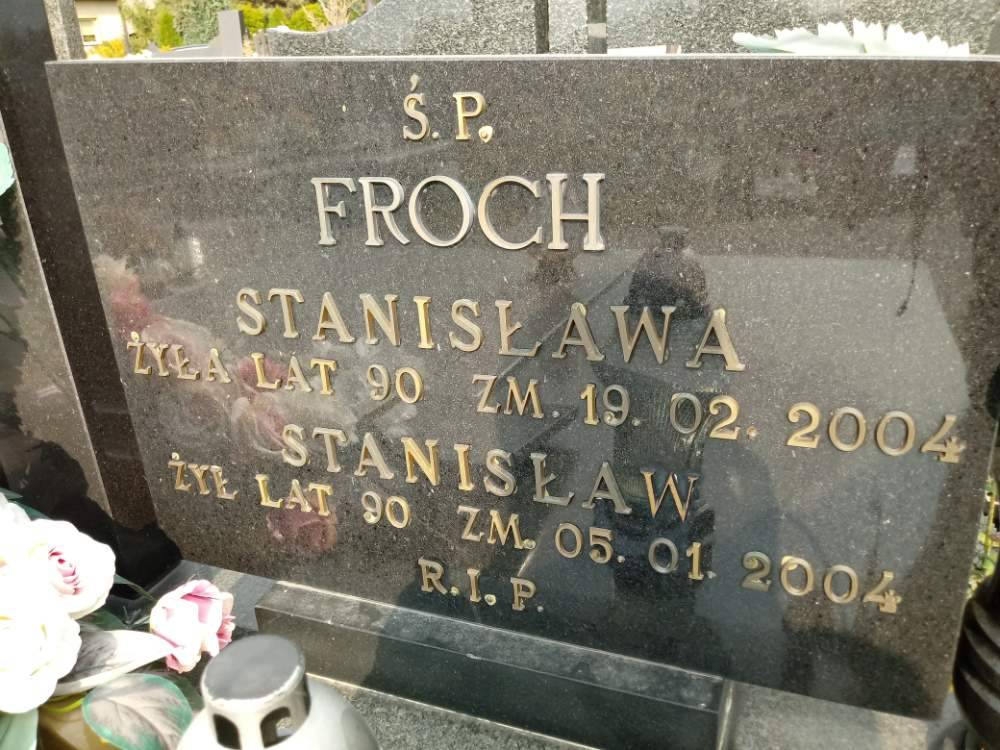 Ś. P.
FROCH
STANISŁAWA
ŻYŁA LAT 90 ZM. 19. 02. 2004
STANISŁAW
ŻYŁ LAT 90 ZM. 05. 01. 2004
R. I. P.